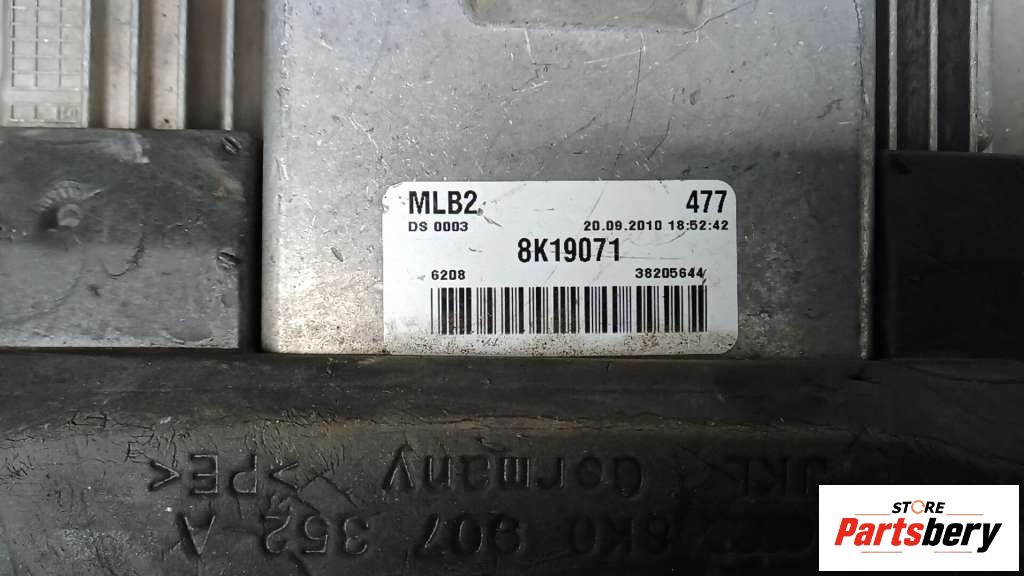 MLB2 477
DS 0003 20.09.2010 18:52:42
8K19071
6208 38205644
>PE< Germany
8K0 907 352 A
STORE
Partsbery